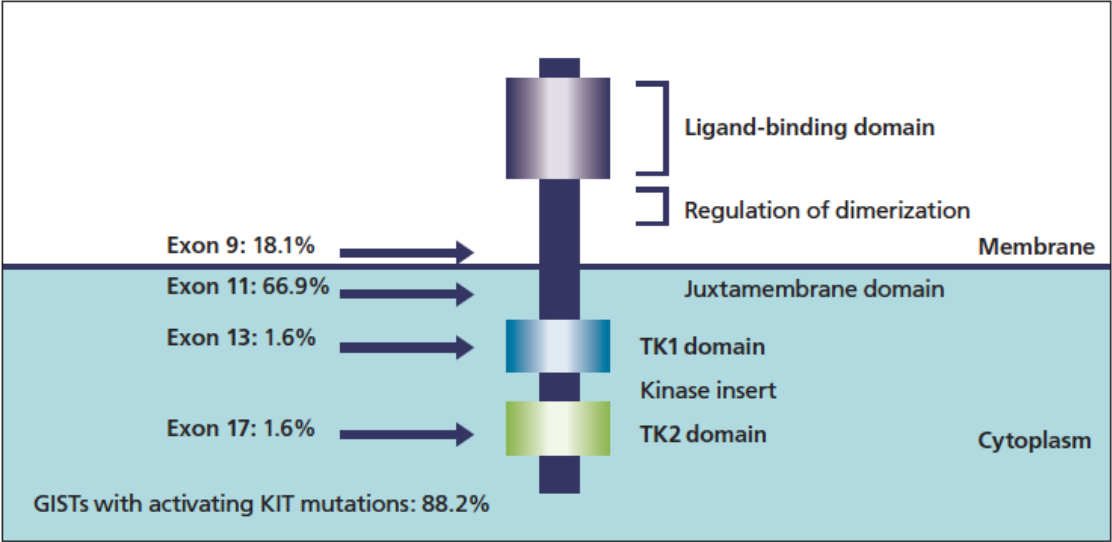 Ligand-binding domain
Regulation of dimerization
Exon 9: 18.1%
Membrane
Exon 11: 66.9%
Juxtamembrane domain
Exon 13: 1.6%
TK1 domain
Kinase insert
Exon 17: 1.6%
TK2 domain
Cytoplasm
GISTs with activating KIT mutations: 88.2%